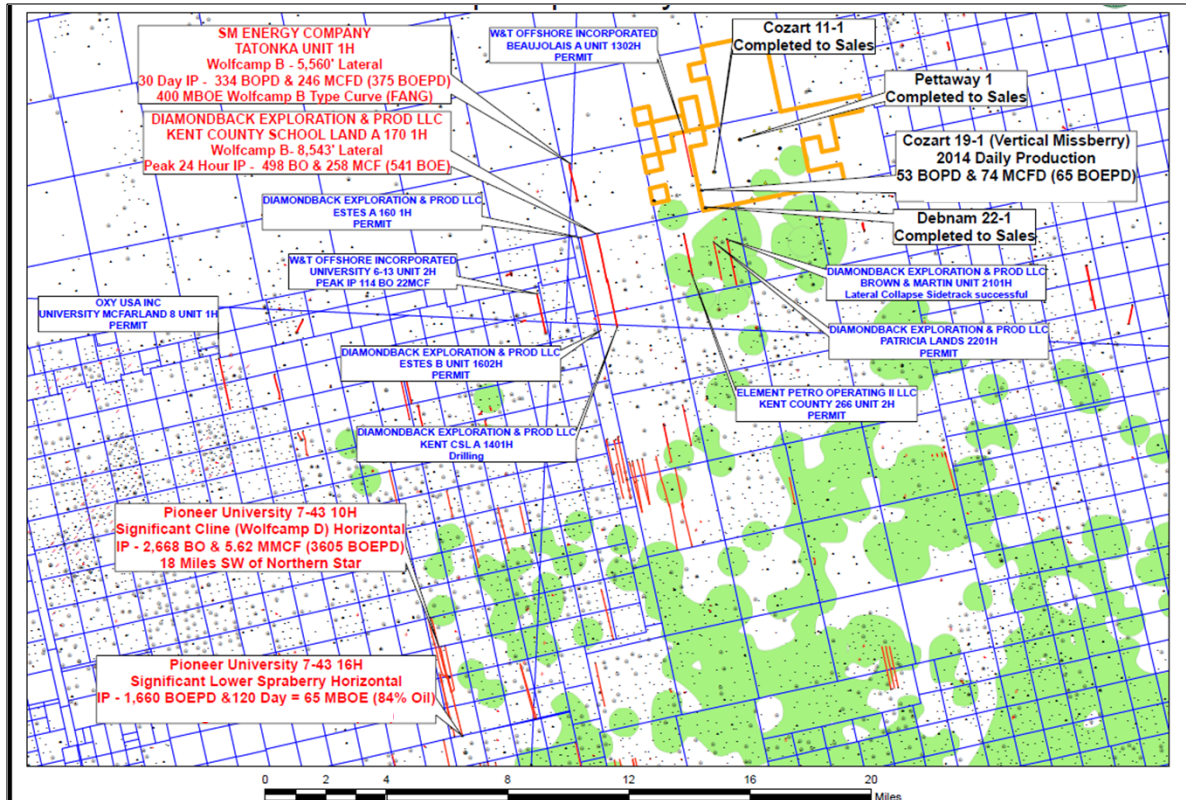 SM ENERGY COMPANY
TATONKA UNIT 1H
Wolfcamp B - 5,560' Lateral
30 Day IP - 334 BOPD & 246 MCFD (375 BOEPD)
400 MBOE Wolfcamp B Type Curve (FANG)
DIAMONDBACK EXPLORATION & PROD LLC
KENT COUNTY SCHOOL LAND A 170 1H
Wolfcamp B- 8,543' Lateral
Peak 24 Hour IP - 498 BO & 258 MCF (541 BOE)
W&T OFFSHORE INCORPORATED
BEAUJOLAIS A UNIT 1302H
PERMIT
Cozart 11-1
Completed to Sales
Pettaway 1
Completed to Sales
Cozart 19-1 (Vertical Missberry)
2014 Daily Production
53 BOPD & 74 MCFD (65 BOEPD)
Debnam 22-1
Completed to Sales
DIAMONDBACK EXPLORATION & PROD LLC
ESTES A 160 1H
PERMIT
W&T OFFSHORE INCORPORATED
UNIVERSITY 6-13 UNIT 2H
PEAK IP 114 BO 22MCF
OXY USA INC
UNIVERSITY MCFARLAND 8 UNIT 1H
PERMIT
DIAMONDBACK EXPLORATION & PROD LLC
BROWN & MARTIN UNIT 2101H
Lateral Collapse Sidetrack successful
DIAMONDBACK EXPLORATION & PROD LLC
PATRICIA LANDS 2201H
PERMIT
DIAMONDBACK EXPLORATION & PROD LLC
ESTES B UNIT 1602H
PERMIT
ELEMENT PETRO OPERATING II LLC
KENT COUNTY 266 UNIT 2H
PERMIT
DIAMONDBACK EXPLORATION & PROD LLC
KENT CSL A 1401H
Drilling
Pioneer University 7-43 10H
Significant Cline (Wolfcamp D) Horizontal
IP - 2,668 BO & 5.62 MMCF (3605 BOEPD)
18 Miles SW of Northern Star
Pioneer University 7-43 16H
Significant Lower Spraberry Horizontal
IP - 1,660 BOEPD &120 Day = 65 MBOE (84% Oil)
0 4 8 12 16 20
Miles